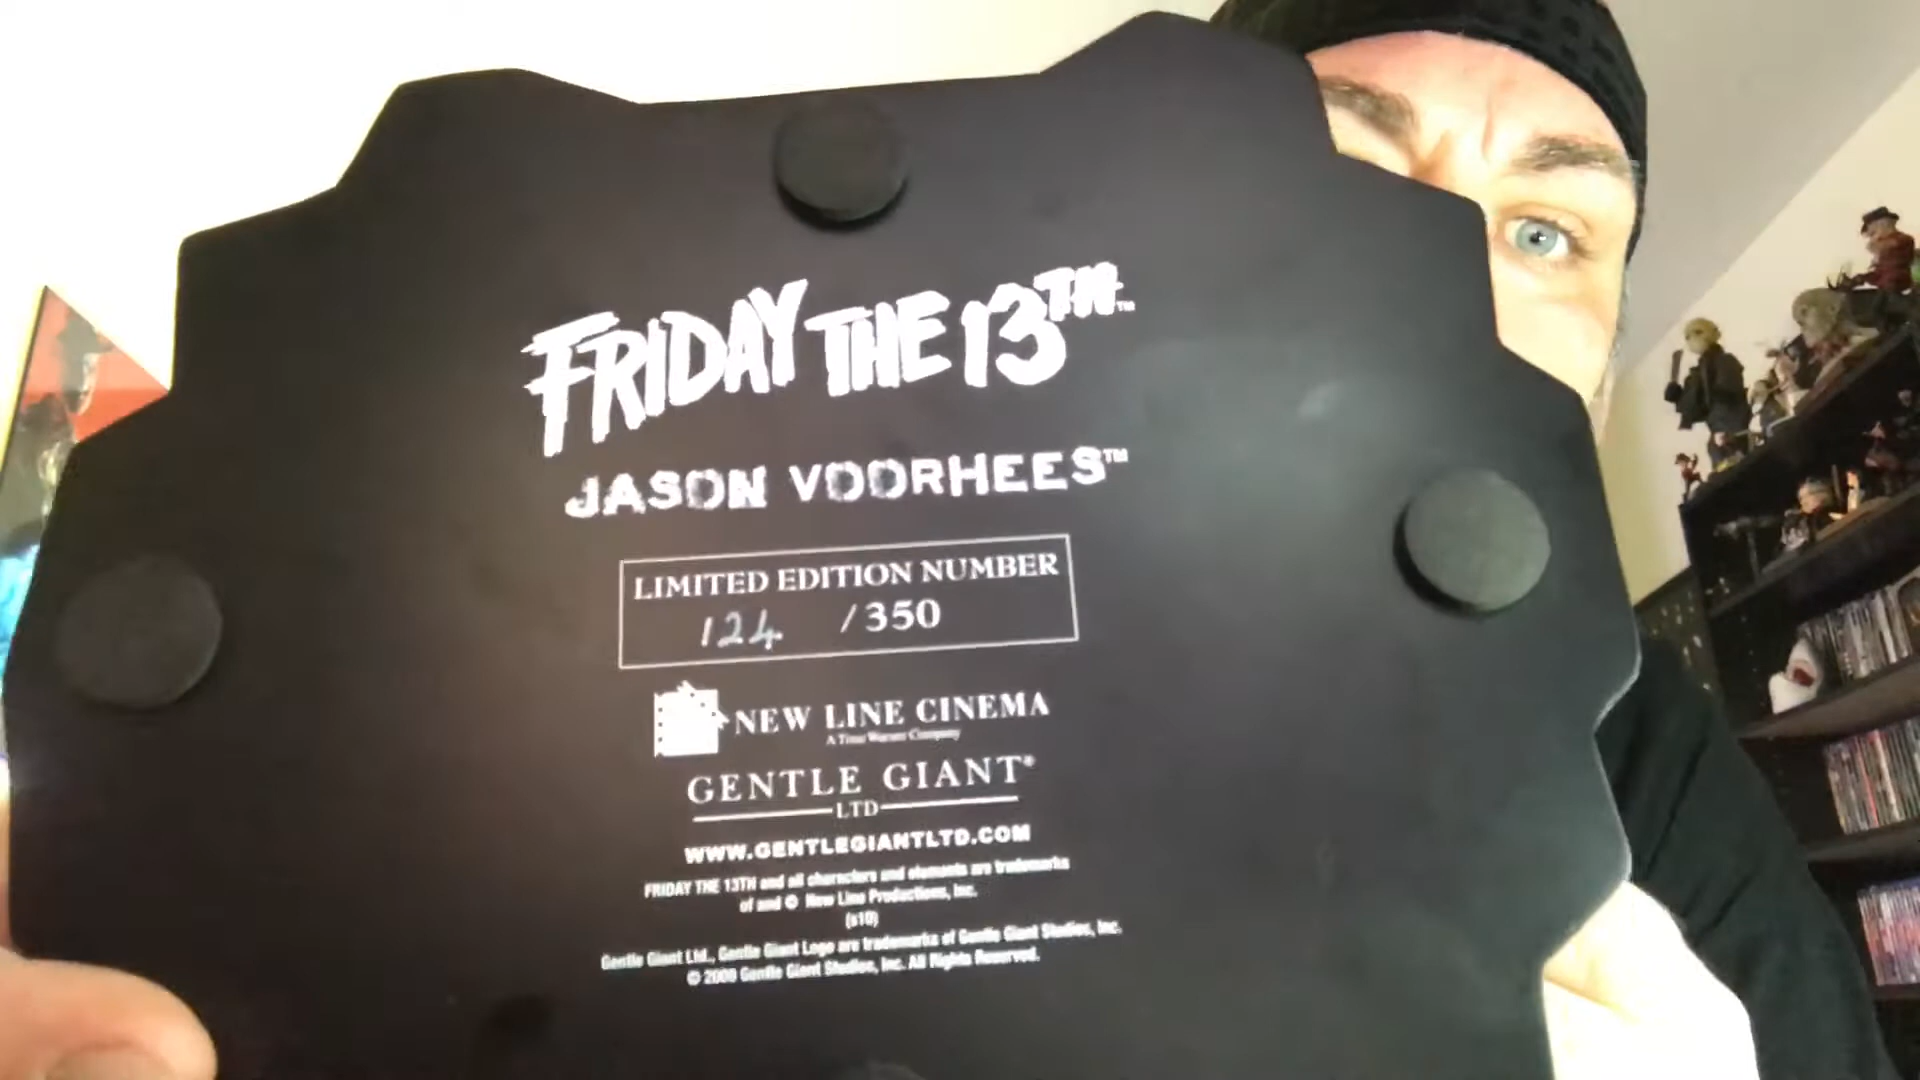 FRIDAY THE 13TH™
JASON VOORHEES™
LIMITED EDITION NUMBER
124 /350
NEW LINE CINEMA
A Time Warner Company
GENTLE GIANT®
LTD
WWW.GENTLEGIANTLTD.COM
FRIDAY THE 13TH and all characters and elements are trademarks
of and © New Line Productions, Inc.
(s10)
Gentle Giant Ltd., Gentle Giant Logo are trademarks of Gentle Giant Studios, Inc.
© Gentle Giant Studios, Inc. All Rights Reserved.